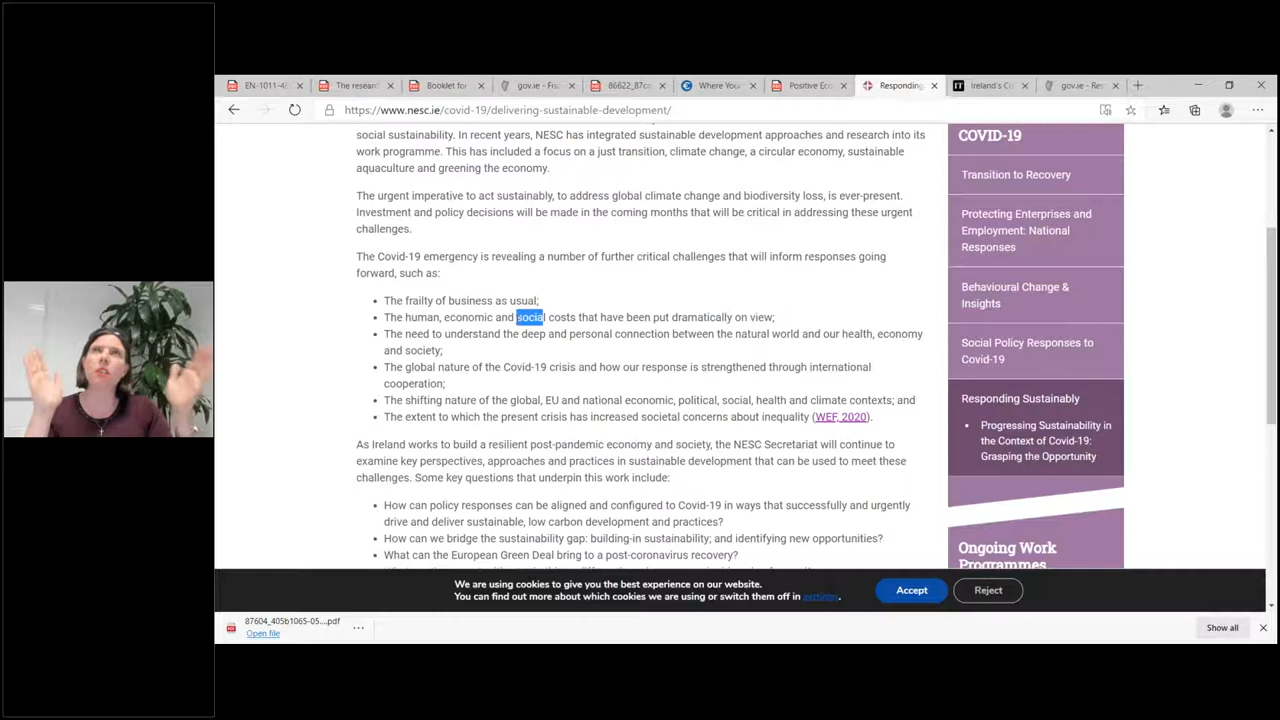 EN-1011-4
The researc
Booklet for
gov.ie - Fis
86622_87c
Where You
Positive Eco
Responding
IT Ireland's C
gov.ie - Res
https://www.nesc.ie/covid-19/delivering-sustainable-development/
social sustainability. In recent years, NESC has integrated sustainable development approaches and research into its
work programme. This has included a focus on a just transition, climate change, a circular economy, sustainable
aquaculture and greening the economy.
The urgent imperative to act sustainably, to address global climate change and biodiversity loss, is ever-present.
Investment and policy decisions will be made in the coming months that will be critical in addressing these urgent
challenges.
The Covid-19 emergency is revealing a number of further critical challenges that will inform responses going
forward, such as:
• The frailty of business as usual;
• The human, economic and social costs that have been put dramatically on view;
• The need to understand the deep and personal connection between the natural world and our health, economy
and society;
• The global nature of the Covid-19 crisis and how our response is strengthened through international
cooperation;
• The shifting nature of the global, EU and national economic, political, social, health and climate contexts; and
• The extent to which the present crisis has increased societal concerns about inequality (WEF, 2020).
As Ireland works to build a resilient post-pandemic economy and society, the NESC Secretariat will continue to
examine key perspectives, approaches and practices in sustainable development that can be used to meet these
challenges. Some key questions that underpin this work include:
• How can policy responses can be aligned and configured to Covid-19 in ways that successfully and urgently
drive and deliver sustainable, low carbon development and practices?
• How can we bridge the sustainability gap: building-in sustainability; and identifying new opportunities?
• What can the European Green Deal bring to a post-coronavirus recovery?
COVID-19
Transition to Recovery
Protecting Enterprises and
Employment: National
Responses
Behavioural Change &
Insights
Social Policy Responses to
Covid-19
Responding Sustainably
• Progressing Sustainability
in the Context of Covid-19:
Grasping the Opportunity
Ongoing Work
Programmes
We are using cookies to give you the best experience on our website.
You can find out more about which cookies we are using or switch them off in settings.
Accept
Reject
87604_405b1065-05....pdf
Open file
Show all